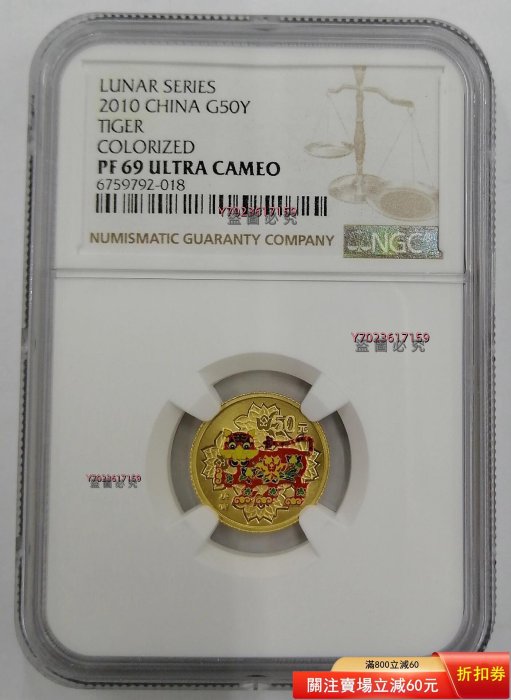 LUNAR SERIES
2010 CHINA G50Y
TIGER
COLORIZED
PF 69 ULTRA CAMEO
6759792-018
Y7023617159
盜圖必究
NUMISMATIC GUARANTY COMPANY
NGC
Y7023617159
盜圖必究
50元
Y7023617159
盜圖必究
滿800立減60
關注賣場立減60元
折扣券